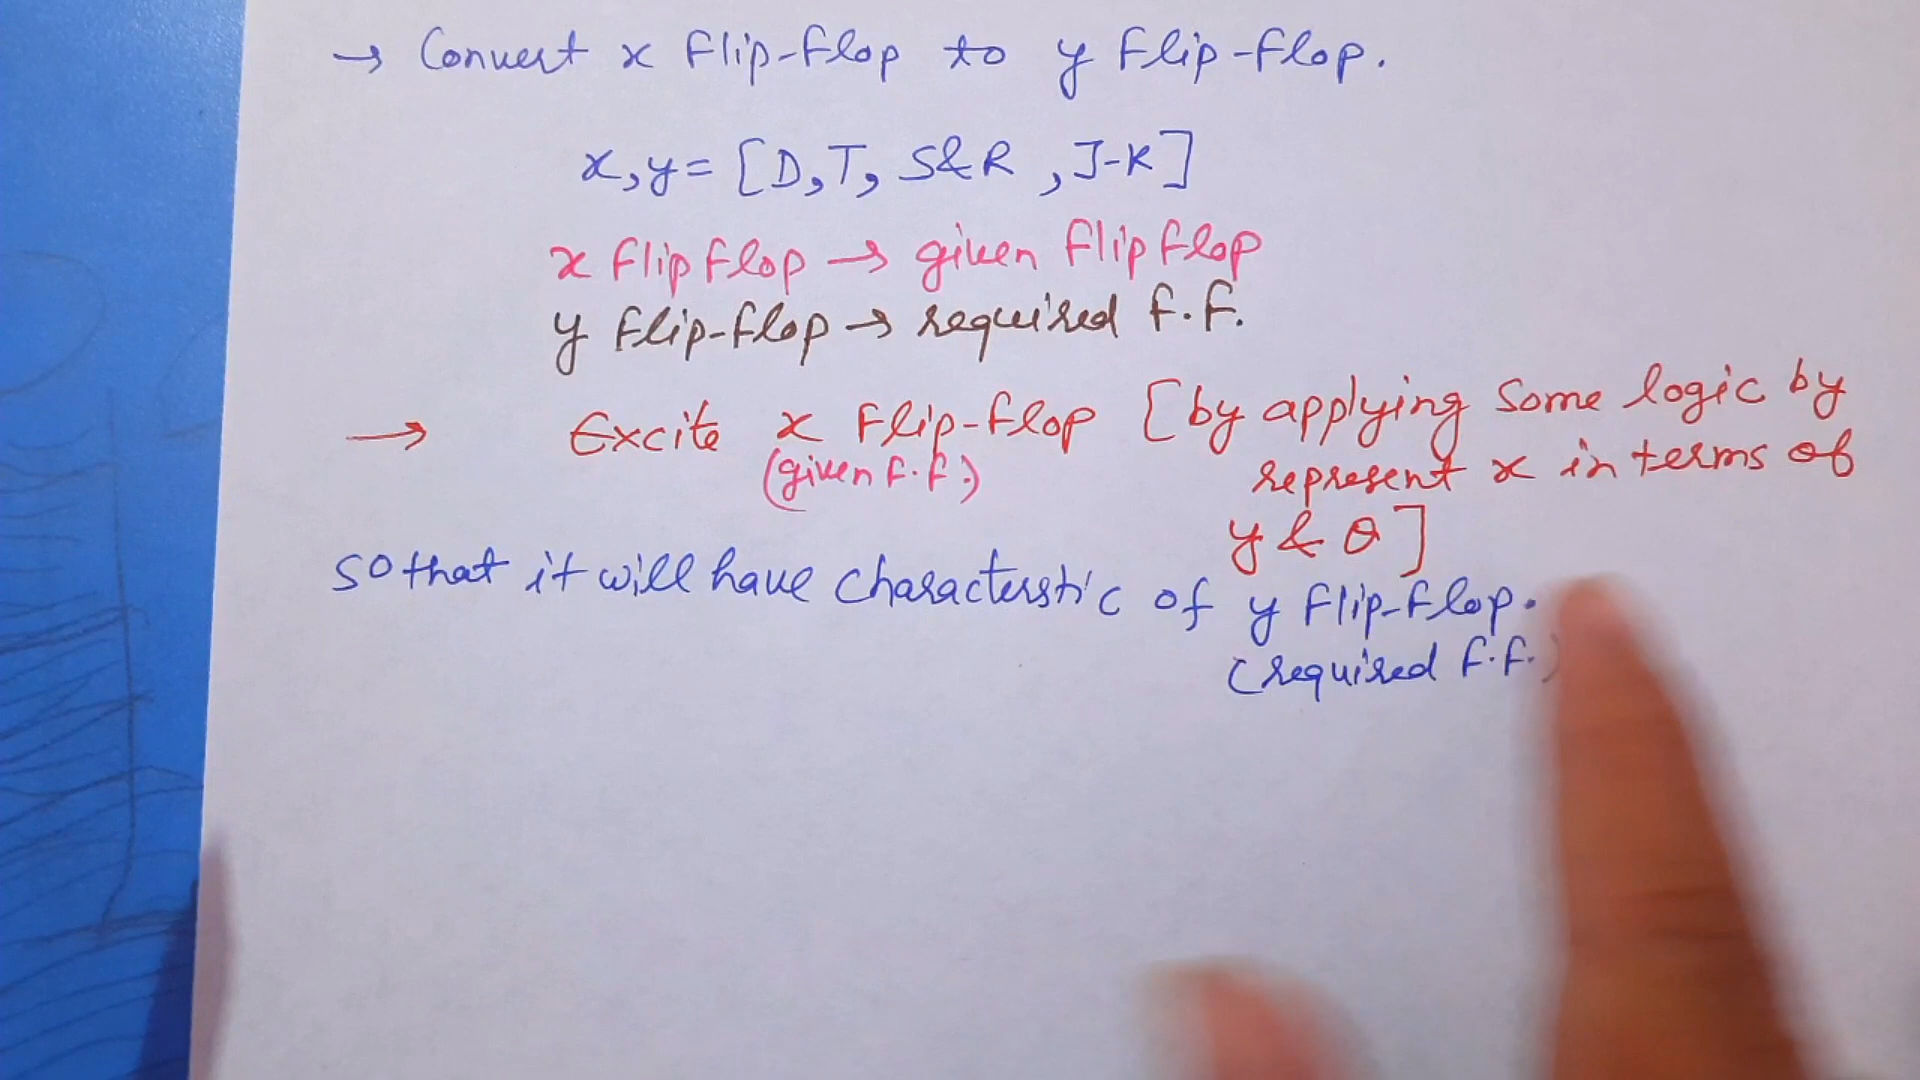 → Convert x Flip-Flop to y Flip-Flop.
x, y = [D, T, S&R, J-K]
x Flip Flop → given Flip Flop
y Flip-Flop → required F.F.
→ Excite x Flip-Flop [by applying some logic by
(given F.F.) represent x in terms of
y & Q]
so that it will have characterstic of y Flip-Flop.
(required F.F.)